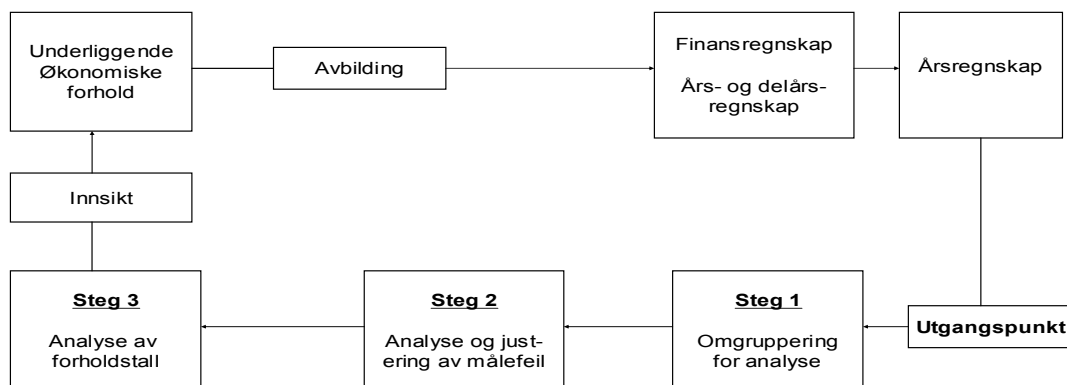 Underliggende
Økonomiske
forhold
Avbilding
Finansregnskap
Års- og delårs-
regnskap
Årsregnskap
Innsikt
Steg 3
Analyse av
forholdstall
Steg 2
Analyse og just-
ering av målefeil
Steg 1
Omgruppering
for analyse
Utgangspunkt